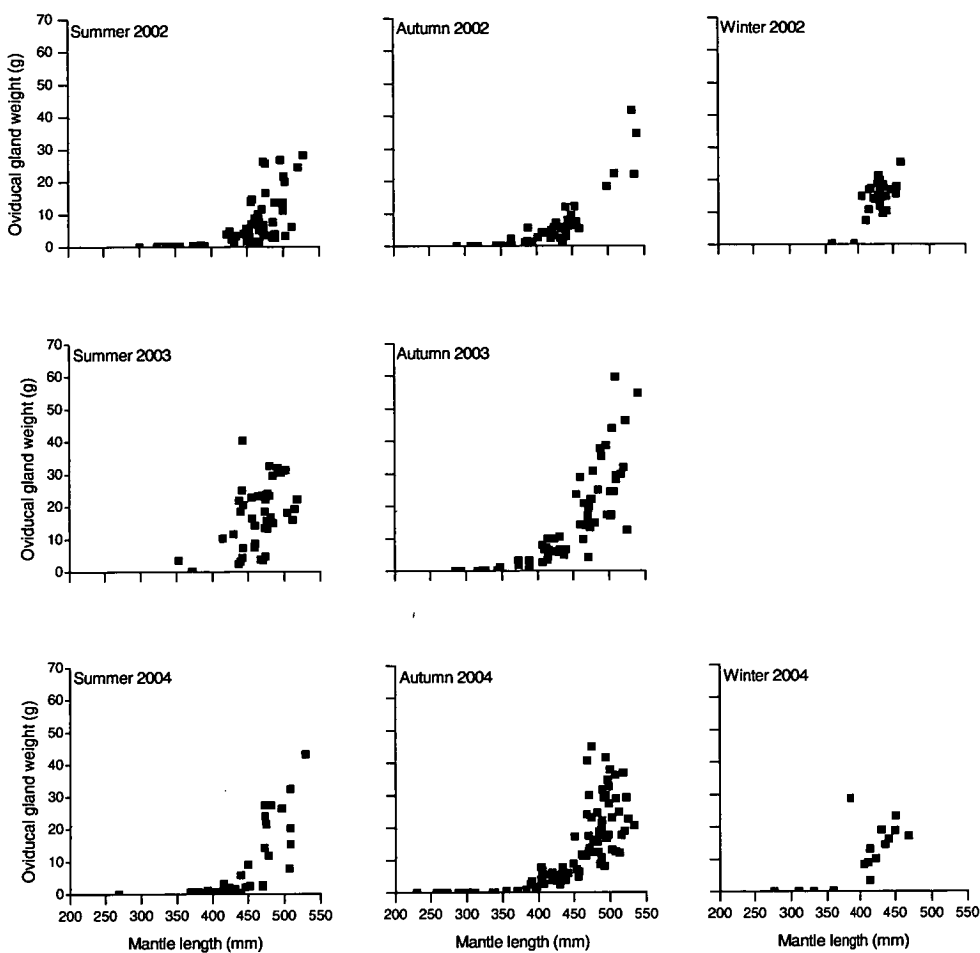 Summer 2002
Autumn 2002
Winter 2002
Oviducal gland weight (g)
70
60
50
40
30
20
10
0
Summer 2003
Autumn 2003
Oviducal gland weight (g)
70
60
50
40
30
20
10
0
Summer 2004
Autumn 2004
Winter 2004
Oviducal gland weight (g)
70
60
50
40
30
20
10
0
200 250 300 350 400 450 500 550
200 250 300 350 400 450 500 550
200 250 300 350 400 450 500 550
Mantle length (mm)
Mantle length (mm)
Mantle length (mm)